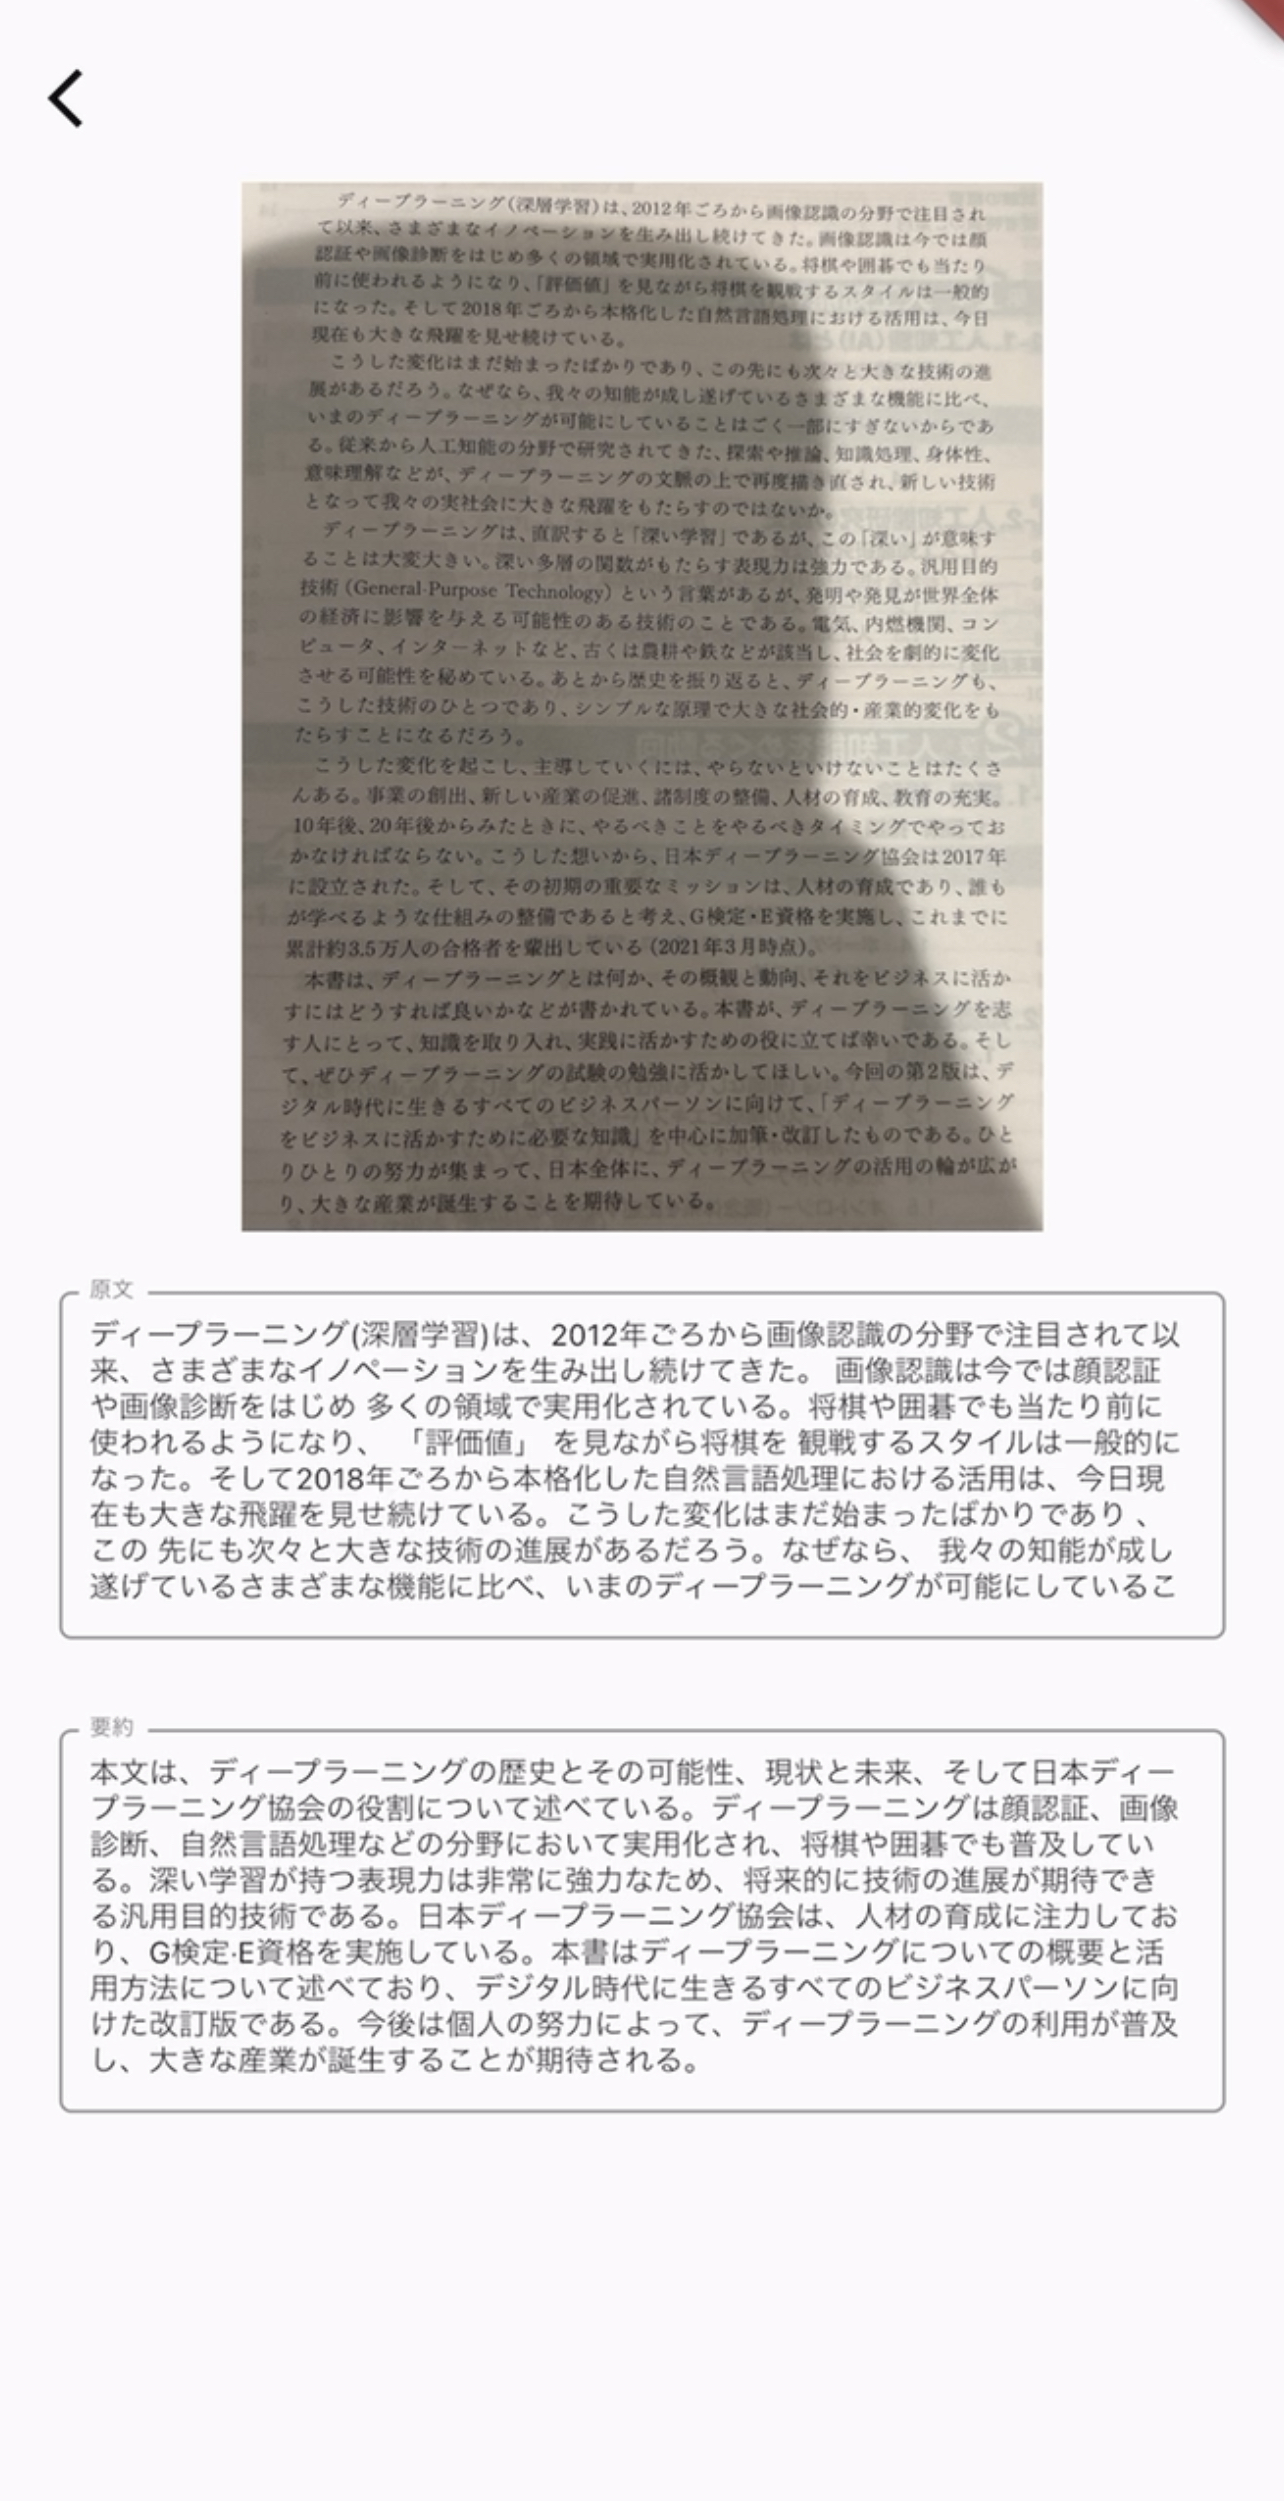 ディープラーニング(深層学習)は、2012年ごろから画像認識の分野で注目され
て以来、さまざまなイノベーションを生み出し続けてきた。画像認識は今では顔
認証や画像診断をはじめ多くの領域で実用化されている。将棋や囲碁でも当たり
前に使われるようになり、「評価値」を見ながら将棋を観戦するスタイルは一般的
になった。そして2018年ごろから本格化した自然言語処理における活用は、今日
現在も大きな飛躍を見せ続けている。
こうした変化はまだ始まったばかりであり、この先にも次々と大きな技術の進
展があるだろう。なぜなら、我々の知能が成し遂げているさまざまな機能に比べ、
いまのディープラーニングが可能にしていることはごく一部にすぎないからであ
る。従来から人工知能の分野で研究されてきた、探索や推論、知識処理、身体性、
意味理解などが、ディープラーニングの文脈の上で再度描き直され、新しい技術
となって我々の実社会に大きな飛躍をもたらすのではないか。
ディープラーニングは、直訳すると「深い学習」であるが、この「深い」が意味す
ることは大変大きい。深い多層の関数がもたらす表現力は強力である。汎用目的
技術(General-Purpose Technology)という言葉があるが、発明や発見が世界全体
の経済に影響を与える可能性のある技術のことである。電気、内燃機関、コン
ピュータ、インターネットなど、古くは農耕や鉄などが該当し、社会を劇的に変化
させる可能性を秘めている。あとから歴史を振り返ると、ディープラーニングも、
こうした技術のひとつであり、シンプルな原理で大きな社会的・産業的変化をも
たらすことになるだろう。
こうした変化を起こし、主導していくには、やらないといけないことはたくさ
んある。事業の創出、新しい産業の促進、諸制度の整備、人材の育成、教育の充実。
10年後、20年後からみたときに、やるべきことをやるべきタイミングでやってお
かなければならない。こうした想いから、日本ディープラーニング協会は2017年
に設立された。そして、その初期の重要なミッションは、人材の育成であり、誰も
が学べるような仕組みの整備であると考え、G検定・E資格を実施し、これまでに
累計約3.5万人の合格者を輩出している(2021年3月時点)。
本書は、ディープラーニングとは何か、その概観と動向、それをビジネスに活か
すにはどうすれば良いかなどが書かれている。本書が、ディープラーニングを志
す人にとって、知識を取り入れ、実践に活かすための役に立てば幸いである。そし
て、ぜひディープラーニングの試験の勉強に活かしてほしい。今回の第2版は、デ
ジタル時代に生きるすべてのビジネスパーソンに向けて、「ディープラーニング
をビジネスに活かすために必要な知識」を中心に加筆・改訂したものである。ひと
りひとりの努力が集まって、日本全体に、ディープラーニングの活用の輪が広が
り、大きな産業が誕生することを期待している。
原文
ディープラーニング(深層学習)は、2012年ごろから画像認識の分野で注目されて以
来、さまざまなイノペーションを生み出し続けてきた。 画像認識は今では顔認証
や画像診断をはじめ 多くの領域で実用化されている。将棋や囲碁でも当たり前に
使われるようになり、 「評価値」 を見ながら将棋を 観戦するスタイルは一般的に
なった。そして2018年ごろから本格化した自然言語処理における活用は、今日現
在も大きな飛躍を見せ続けている。こうした変化はまだ始まったばかりであり 、
この 先にも次々と大きな技術の進展があるだろう。なぜなら、 我々の知能が成し
遂げているさまざまな機能に比べ、いまのディープラーニングが可能にしているこ
要約
本文は、ディープラーニングの歴史とその可能性、現状と未来、そして日本ディー
プラーニング協会の役割について述べている。ディープラーニングは顔認証、画像
診断、自然言語処理などの分野において実用化され、将棋や囲碁でも普及してい
る。深い学習が持つ表現力は非常に強力なため、将来的に技術の進展が期待でき
る汎用目的技術である。日本ディープラーニング協会は、人材の育成に注力してお
り、G検定·E資格を実施している。本書はディープラーニングについての概要と活
用方法について述べており、デジタル時代に生きるすべてのビジネスパーソンに向
けた改訂版である。今後は個人の努力によって、ディープラーニングの利用が普及
し、大きな産業が誕生することが期待される。